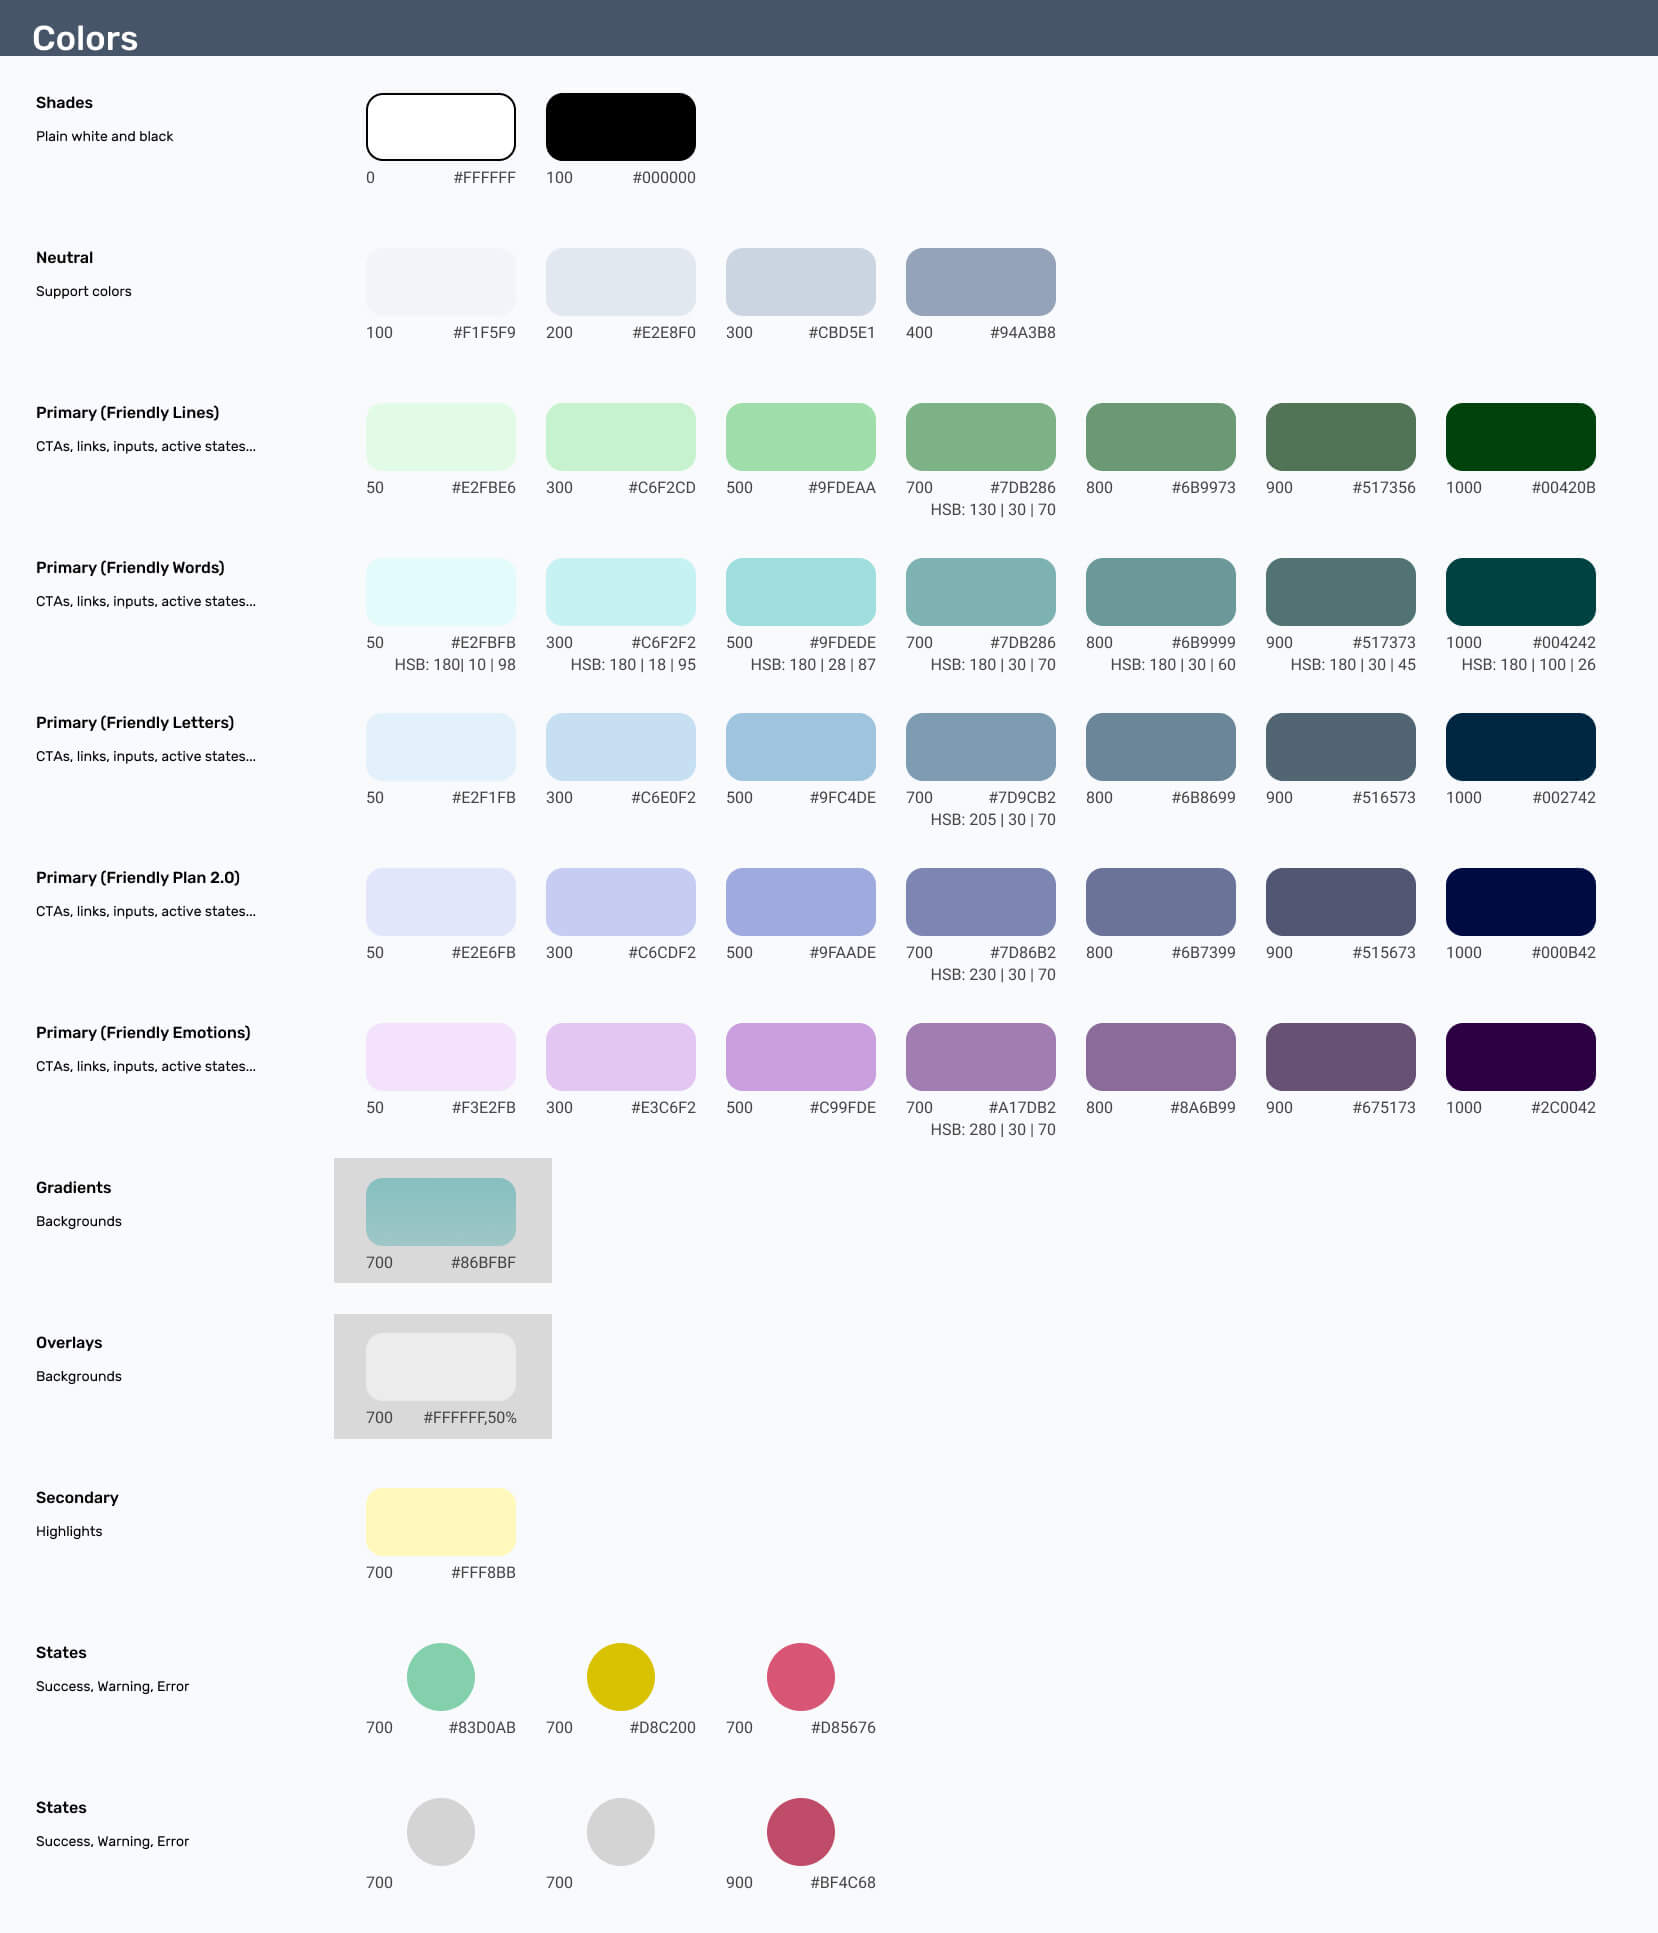 Colors
Shades
Plain white and black
0 #FFFFFF 100 #000000
Neutral
Support colors
100 #F1F5F9 200 #E2E8F0 300 #CBD5E1 400 #94A3B8
Primary (Friendly Lines)
CTAs, links, inputs, active states...
50 #E2FBE6 300 #C6F2CD 500 #9FDEAA 700 #7DB286 800 #6B9973 900 #517356 1000 #00420B
HSB: 130 | 30 | 70
Primary (Friendly Words)
CTAs, links, inputs, active states...
50 #E2FBFB 300 #C6F2F2 500 #9FDEDE 700 #7DB286 800 #6B9999 900 #517373 1000 #004242
HSB: 180| 10 | 98 HSB: 180 | 18 | 95 HSB: 180 | 28 | 87 HSB: 180 | 30 | 70 HSB: 180 | 30 | 60 HSB: 180 | 30 | 45 HSB: 180 | 100 | 26
Primary (Friendly Letters)
CTAs, links, inputs, active states...
50 #E2F1FB 300 #C6E0F2 500 #9FC4DE 700 #7D9CB2 800 #6B8699 900 #516573 1000 #002742
HSB: 205 | 30 | 70
Primary (Friendly Plan 2.0)
CTAs, links, inputs, active states...
50 #E2E6FB 300 #C6CDF2 500 #9FAADE 700 #7D86B2 800 #6B7399 900 #515673 1000 #000B42
HSB: 230 | 30 | 70
Primary (Friendly Emotions)
CTAs, links, inputs, active states...
50 #F3E2FB 300 #E3C6F2 500 #C99FDE 700 #A17DB2 800 #8A6B99 900 #675173 1000 #2C0042
HSB: 280 | 30 | 70
Gradients
Backgrounds
700 #86BFBF
Overlays
Backgrounds
700 #FFFFFF,50%
Secondary
Highlights
700 #FFF8BB
States
Success, Warning, Error
700 #83D0AB 700 #D8C200 700 #D85676
States
Success, Warning, Error
700 700 900 #BF4C68